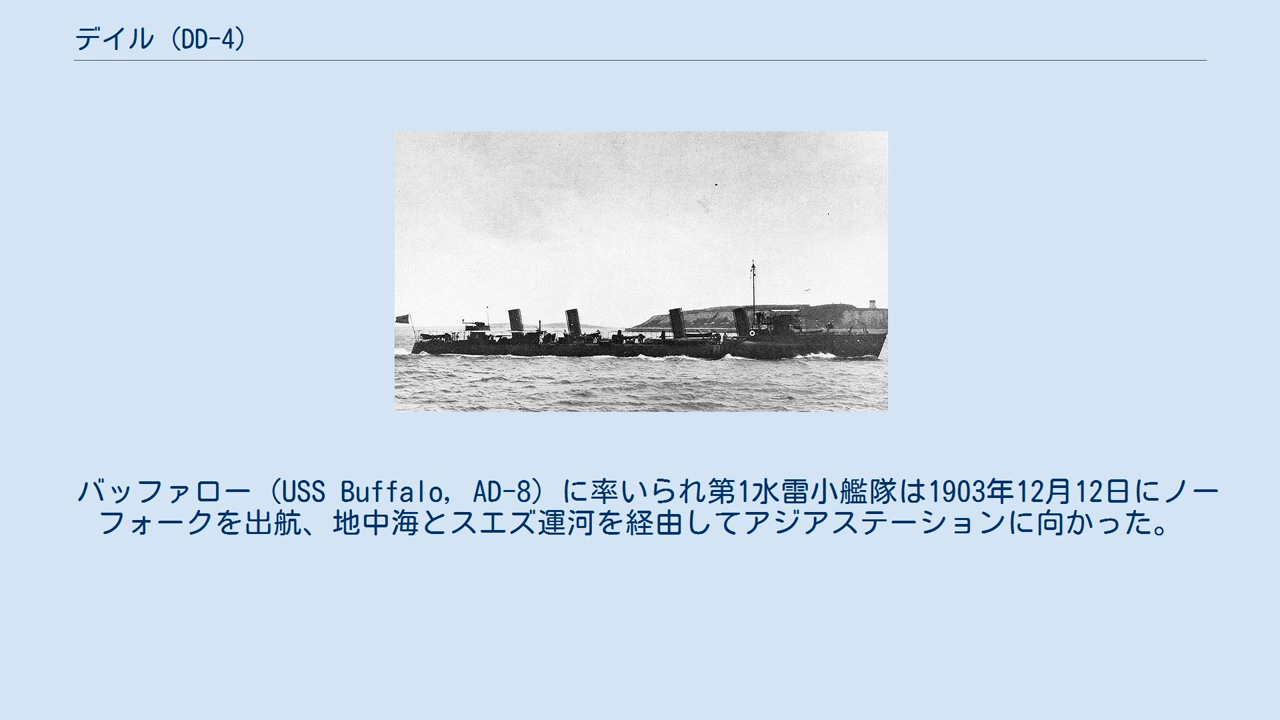 デイル（DD-4）
バッファロー（USS Buffalo, AD-8）に率いられ第1水雷小艦隊は1903年12月12日にノー
フォークを出航、地中海とスエズ運河を経由してアジアステーションに向かった。